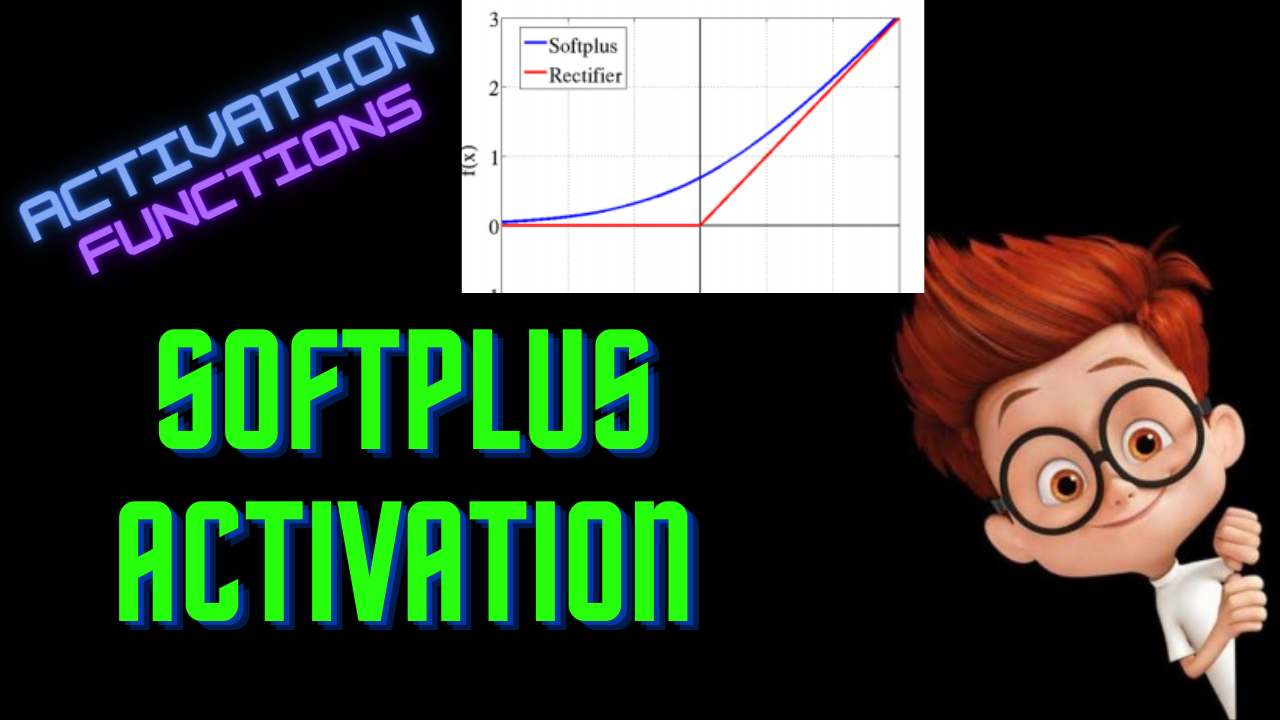 ACTIVATION
FUNCTIONS
3
Softplus
Rectifier
2
f(x)
1
0
SOFTPLUS
ACTIVATION